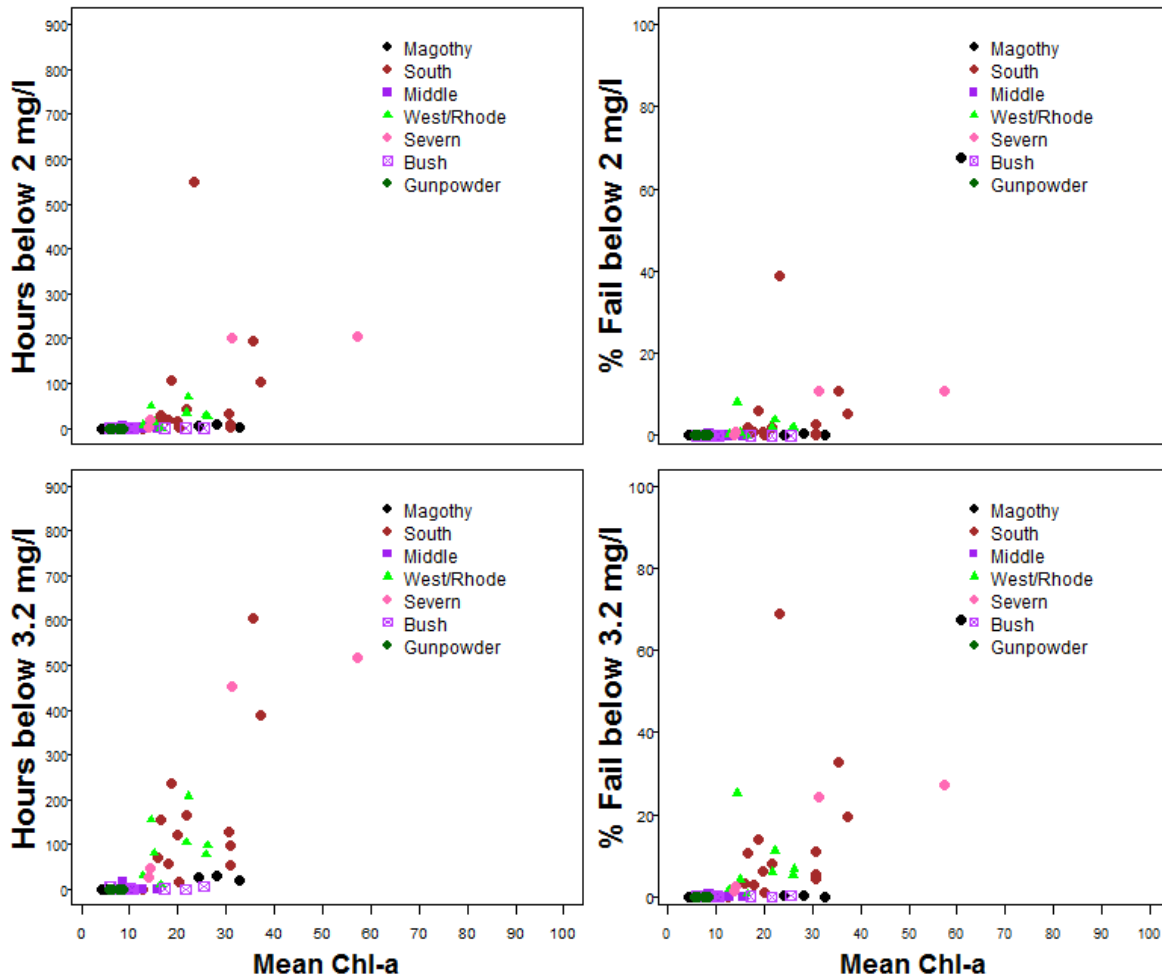 900
800
700
600
500
400
300
200
100
0
Hours below 2 mg/l
Magothy
South
Middle
West/Rhode
Severn
Bush
Gunpowder
100
80
60
40
20
0
% Fail below 2 mg/l
Magothy
South
Middle
West/Rhode
Severn
Bush
Gunpowder
900
800
700
600
500
400
300
200
100
0
Hours below 3.2 mg/l
Magothy
South
Middle
West/Rhode
Severn
Bush
Gunpowder
0 10 20 30 40 50 60 70 80 90 100
Mean Chl-a
100
80
60
40
20
0
% Fail below 3.2 mg/l
Magothy
South
Middle
West/Rhode
Severn
Bush
Gunpowder
0 10 20 30 40 50 60 70 80 90 100
Mean Chl-a